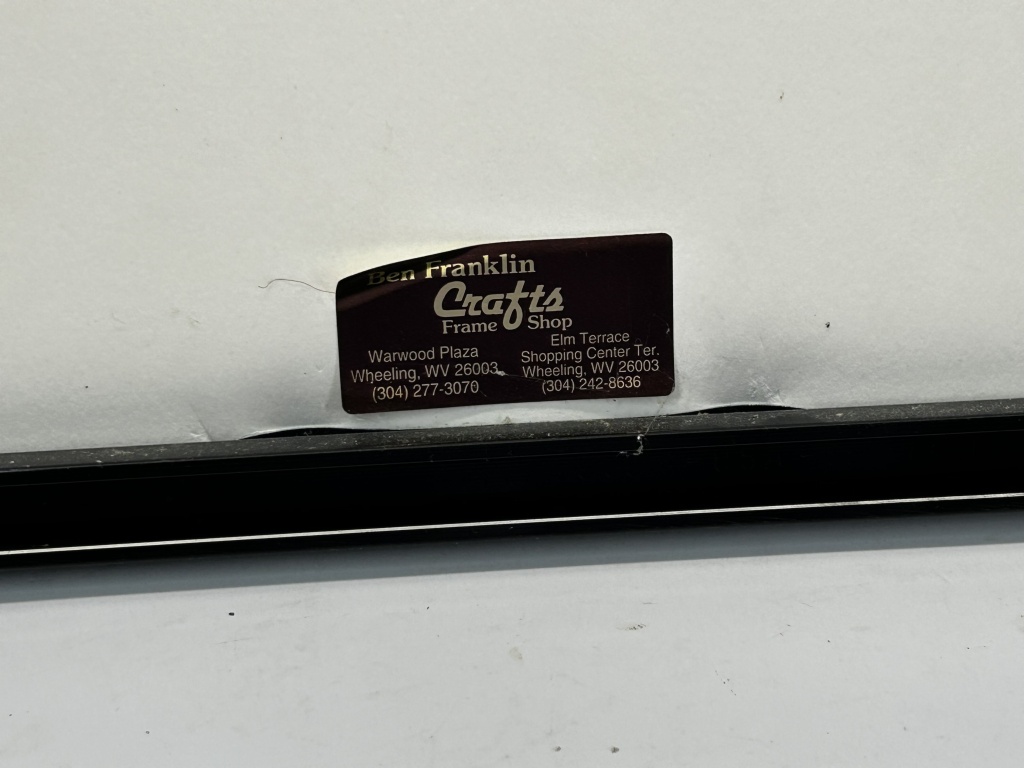 Ben Franklin
Crafts
Frame Shop
Warwood Plaza
Wheeling, WV 26003
(304) 277-3070
Elm Terrace
Shopping Center Ter.
Wheeling, WV 26003
(304) 242-8636